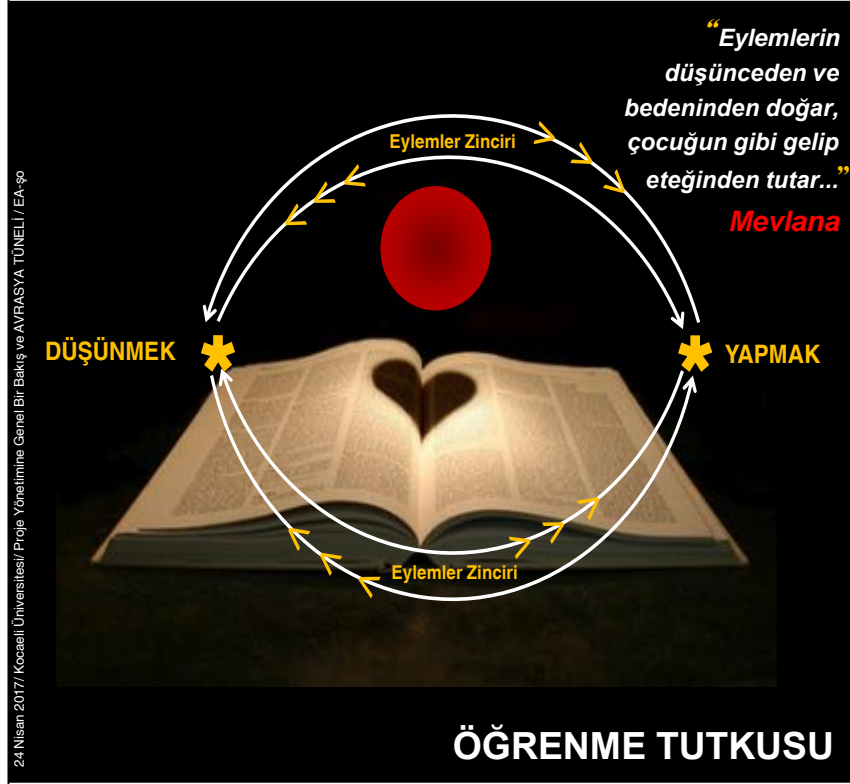 “Eylemlerin
düşünceden ve
bedeninden doğar,
çocuğun gibi gelip
eteğinden tutar...”
Mevlana
Eylemler Zinciri
DÜŞÜNMEK
YAPMAK
Eylemler Zinciri
ÖĞRENME TUTKUSU
24 Nisan 2017/ Kocaeli Üniversitesi/ Proje Yönetimine Genel Bir Bakış ve AVRASYA TÜNELİ / EA-şo